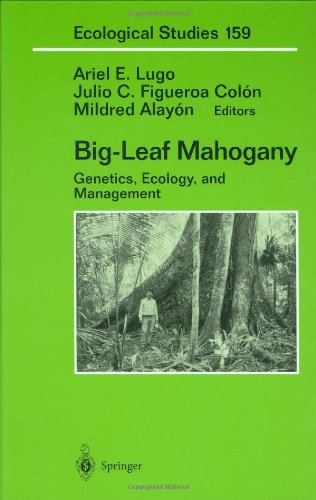 Ecological Studies 159
Ariel E. Lugo
Julio C. Figueroa Colón
Mildred Alayón Editors
Big-Leaf Mahogany
Genetics, Ecology, and
Management
Springer